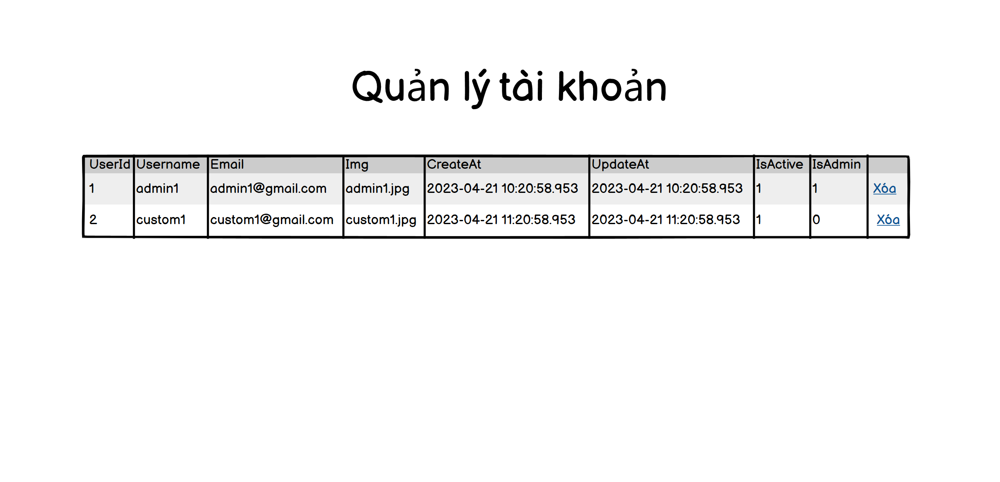 Quản lý tài khoản
UserId Username Email Img CreateAt UpdateAt IsActive IsAdmin
1 admin1 admin1@gmail.com admin1.jpg 2023-04-21 10:20:58.953 2023-04-21 10:20:58.953 1 1 Xóa
2 custom1 custom1@gmail.com custom1.jpg 2023-04-21 11:20:58.953 2023-04-21 11:20:58.953 1 0 Xóa